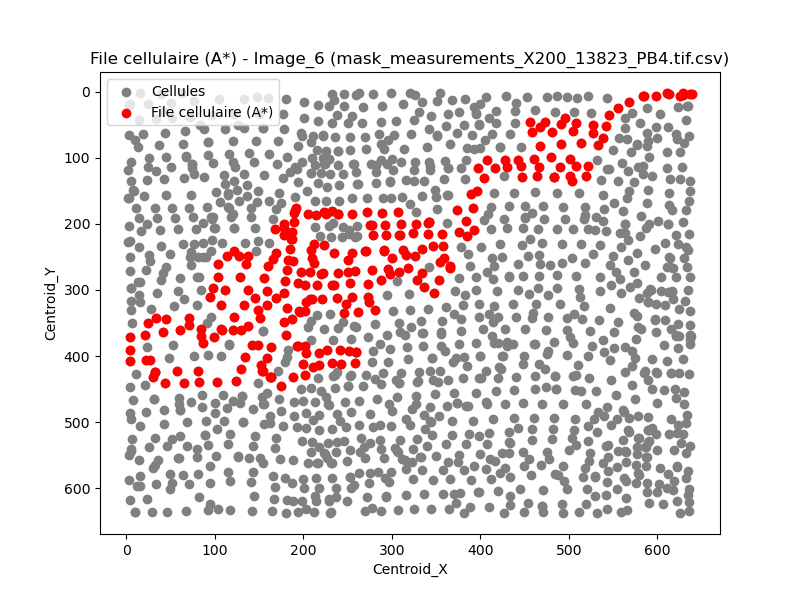 File cellulaire (A*) - Image_6 (mask_measurements_X200_13823_PB4.tif.csv)
Cellules
File cellulaire (A*)
0
100
200
300
400
500
600
Centroid_Y
0 100 200 300 400 500 600
Centroid_X